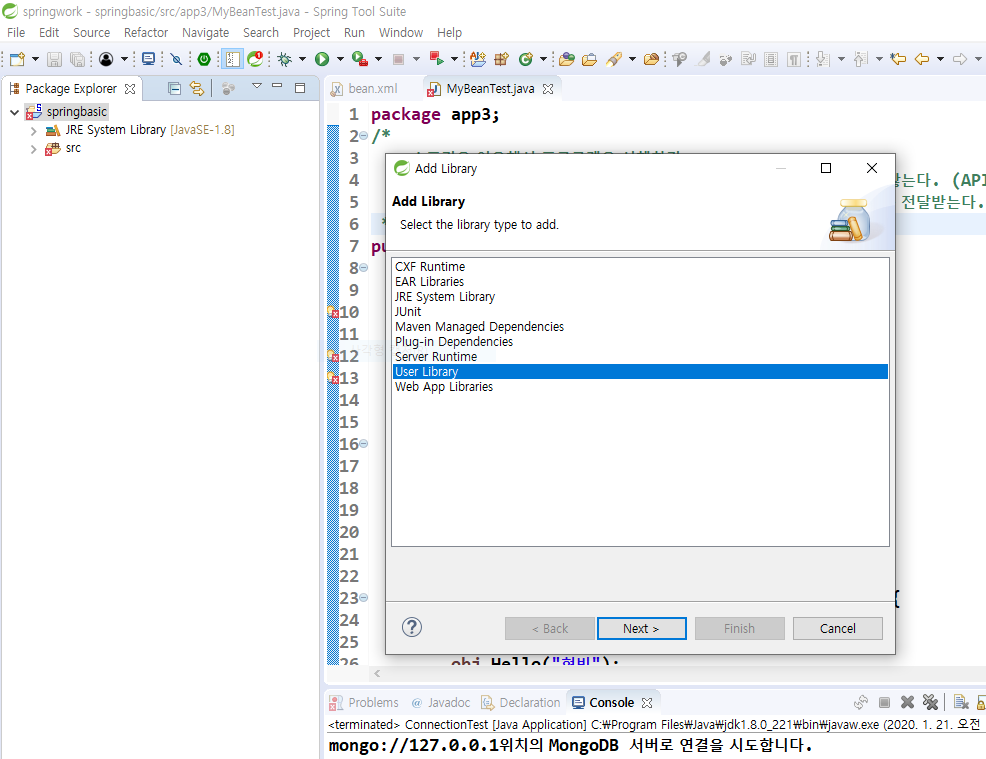 springwork - springbasic/src/app3/MyBeanTest.java - Spring Tool Suite
File Edit Source Refactor Navigate Search Project Run Window Help
Package Explorer
bean.xml MyBeanTest.java
springbasic
JRE System Library [JavaSE-1.8]
src
1 package app3;
2 /*
3
4 는다. (API
5 전달받는다.
6 *
7 pu
8
9
10
11
12
13
14
15
16
17
18
19
20
21
22
23 {
24
25
26 obj.Hello("현빈");
Add Library
Add Library
Select the library type to add.
CXF Runtime
EAR Libraries
JRE System Library
JUnit
Maven Managed Dependencies
Plug-in Dependencies
Server Runtime
User Library
Web App Libraries
? < Back Next > Finish Cancel
Problems @ Javadoc Declaration Console
<terminated> ConnectionTest [Java Application] C:₩Program Files₩Java₩jdk1.8.0_221₩bin₩javaw.exe (2020. 1. 21. 오전
mongo://127.0.0.1위치의 MongoDB 서버로 연결을 시도합니다.